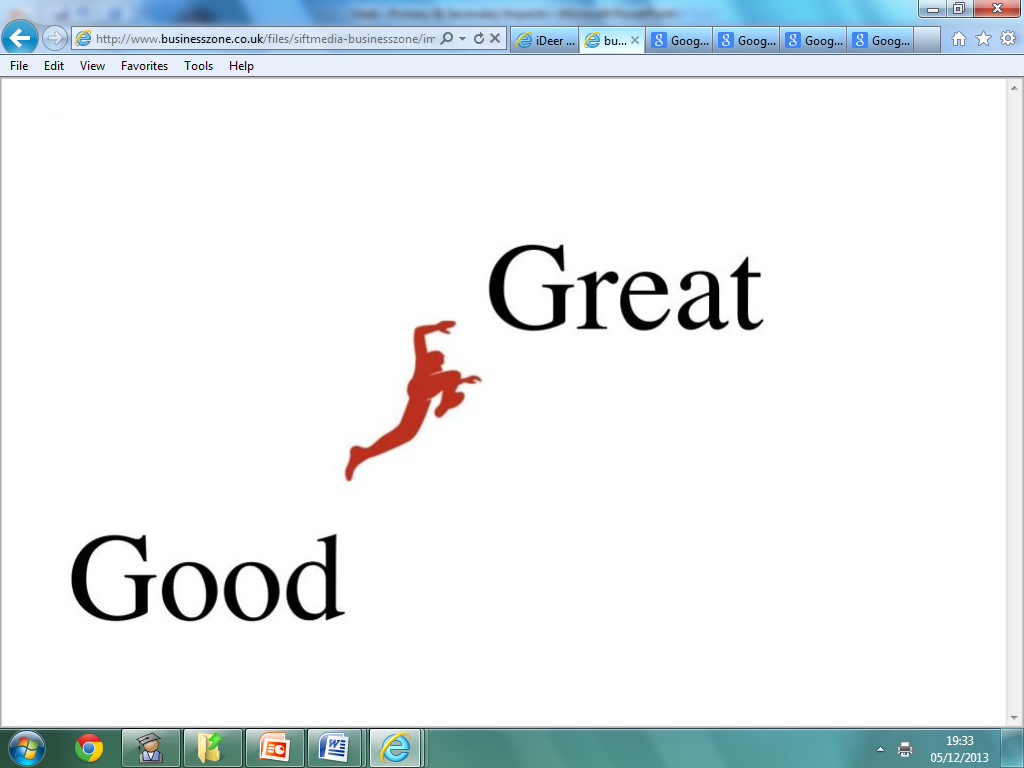 http://www.businesszone.co.uk/files/siftmedia-businesszone/im
iDeer ...
bu...
Goog...
Goog...
Goog...
Goog...
File Edit View Favorites Tools Help
Great
Good
19:33
05/12/2013